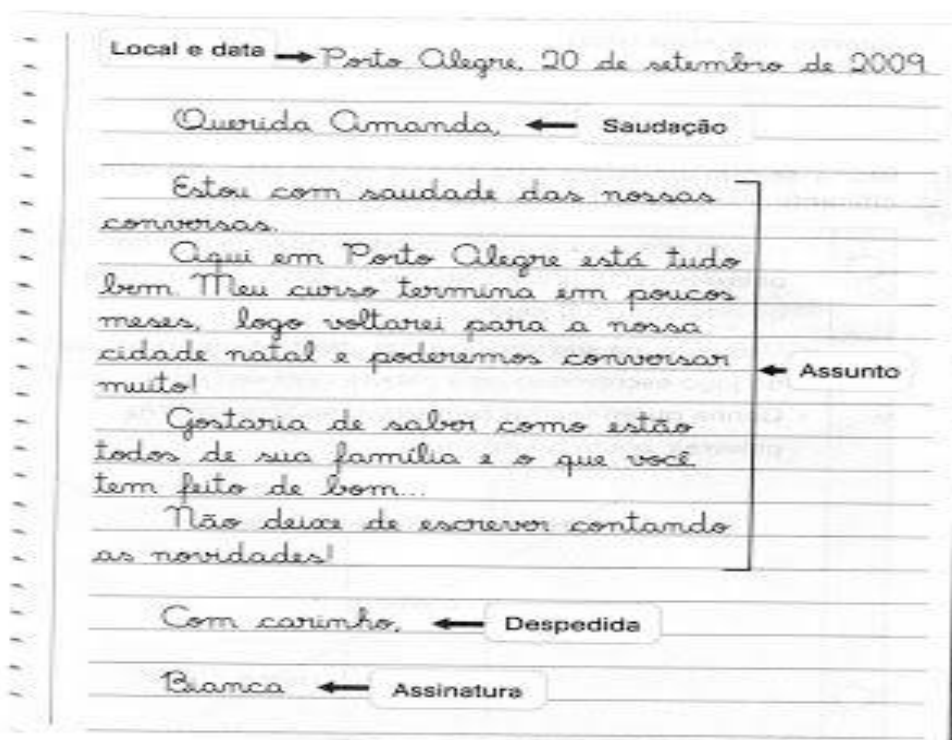 Local e data → Porto Alegre, 20 de setembro de 2009
Querida Amanda, ← Saudação
Estou com saudade das nossas
conversas.
Aqui em Porto Alegre está tudo
bem. Meu curso termina em poucos
meses, logo voltarei para a nossa
cidade natal e poderemos conversar
muito!
← Assunto
Gostaria de saber como estão
todos de sua família e o que você
tem feito de bom...
Não deixe de escrever contando
as novidades!
Com carinho, ← Despedida
Bianca ← Assinatura